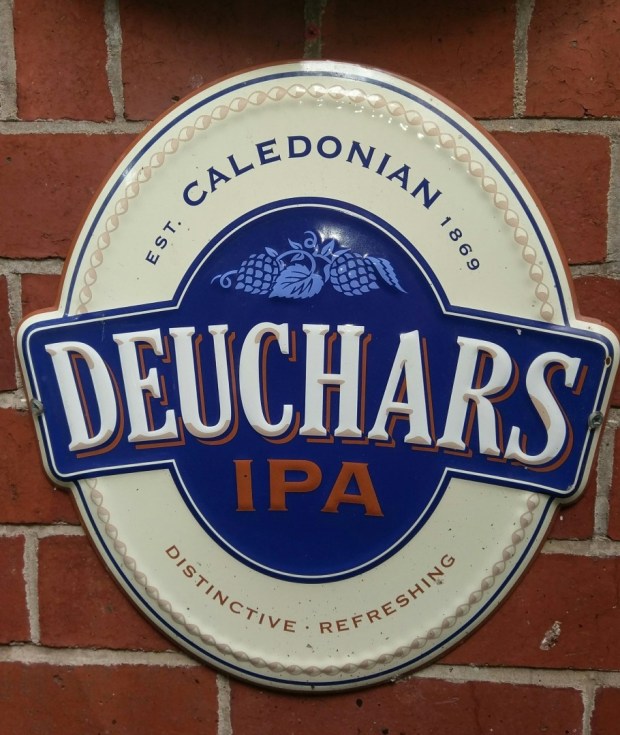 EST. CALEDONIAN 1869
DEUCHARS
IPA
DISTINCTIVE · REFRESHING